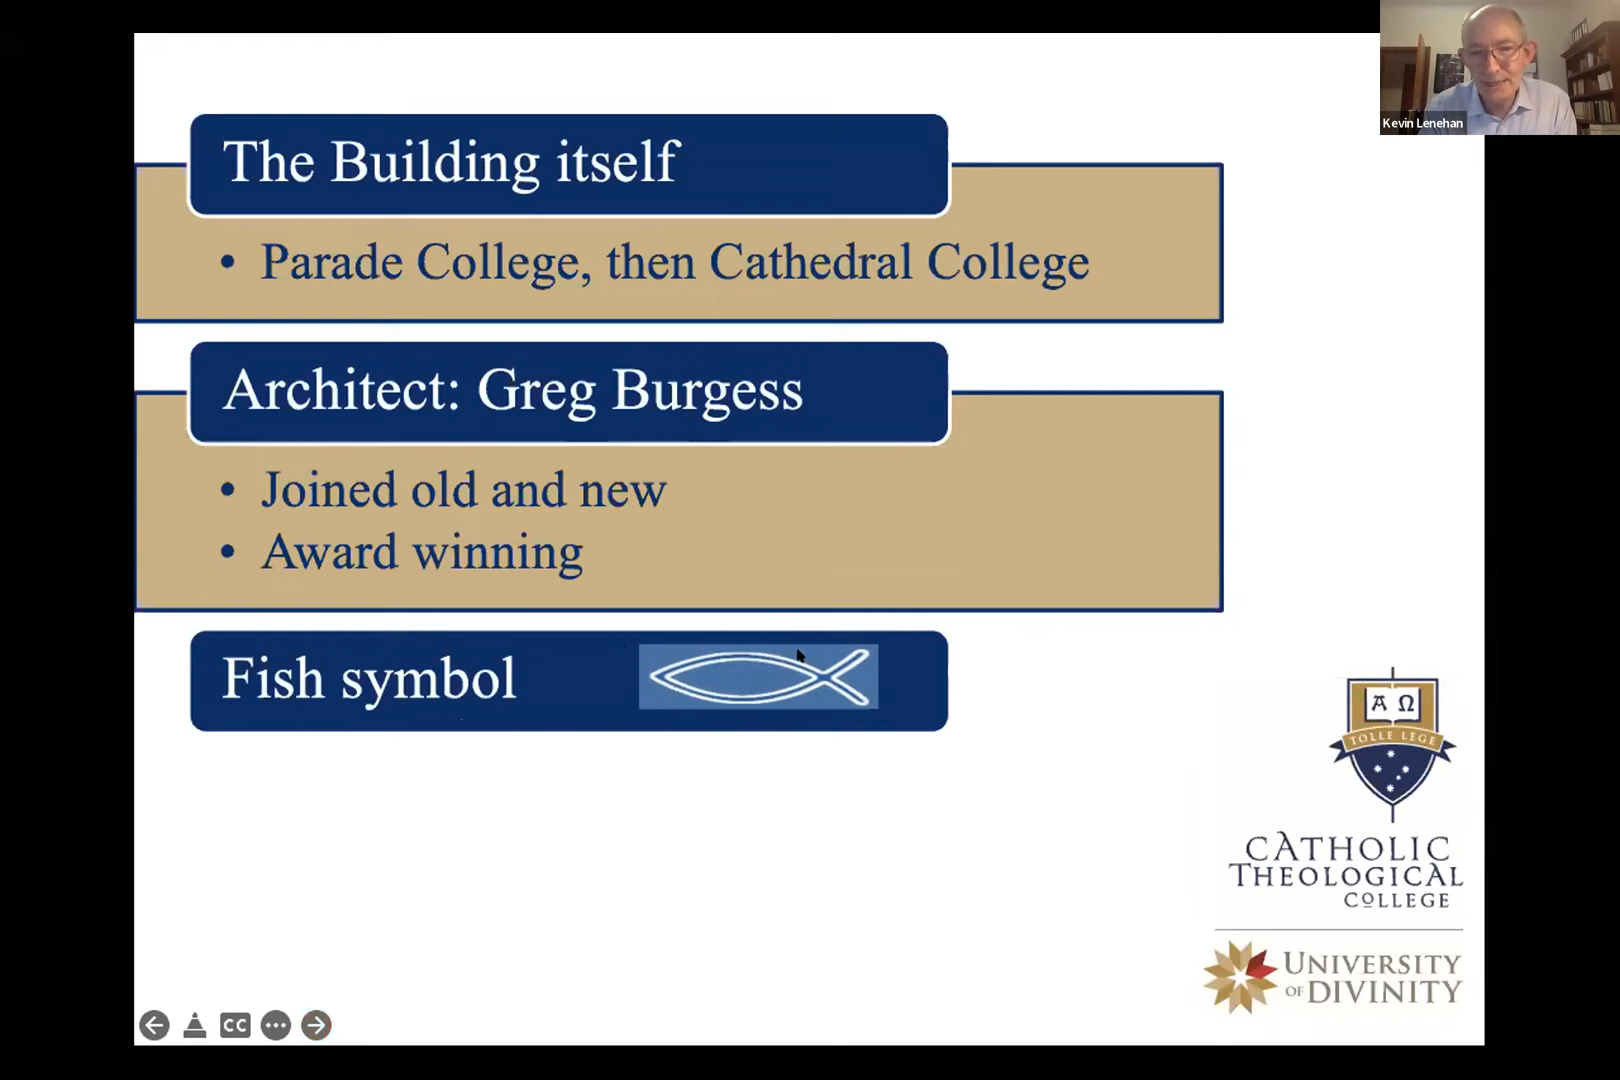 Kevin Lenehan
The Building itself
• Parade College, then Cathedral College
Architect: Greg Burgess
• Joined old and new
• Award winning
Fish symbol
Α Ω
TOLLE LEGE
CATHOLIC
THEOLOGICAL
COLLEGE
UNIVERSITY
OF DIVINITY
CC